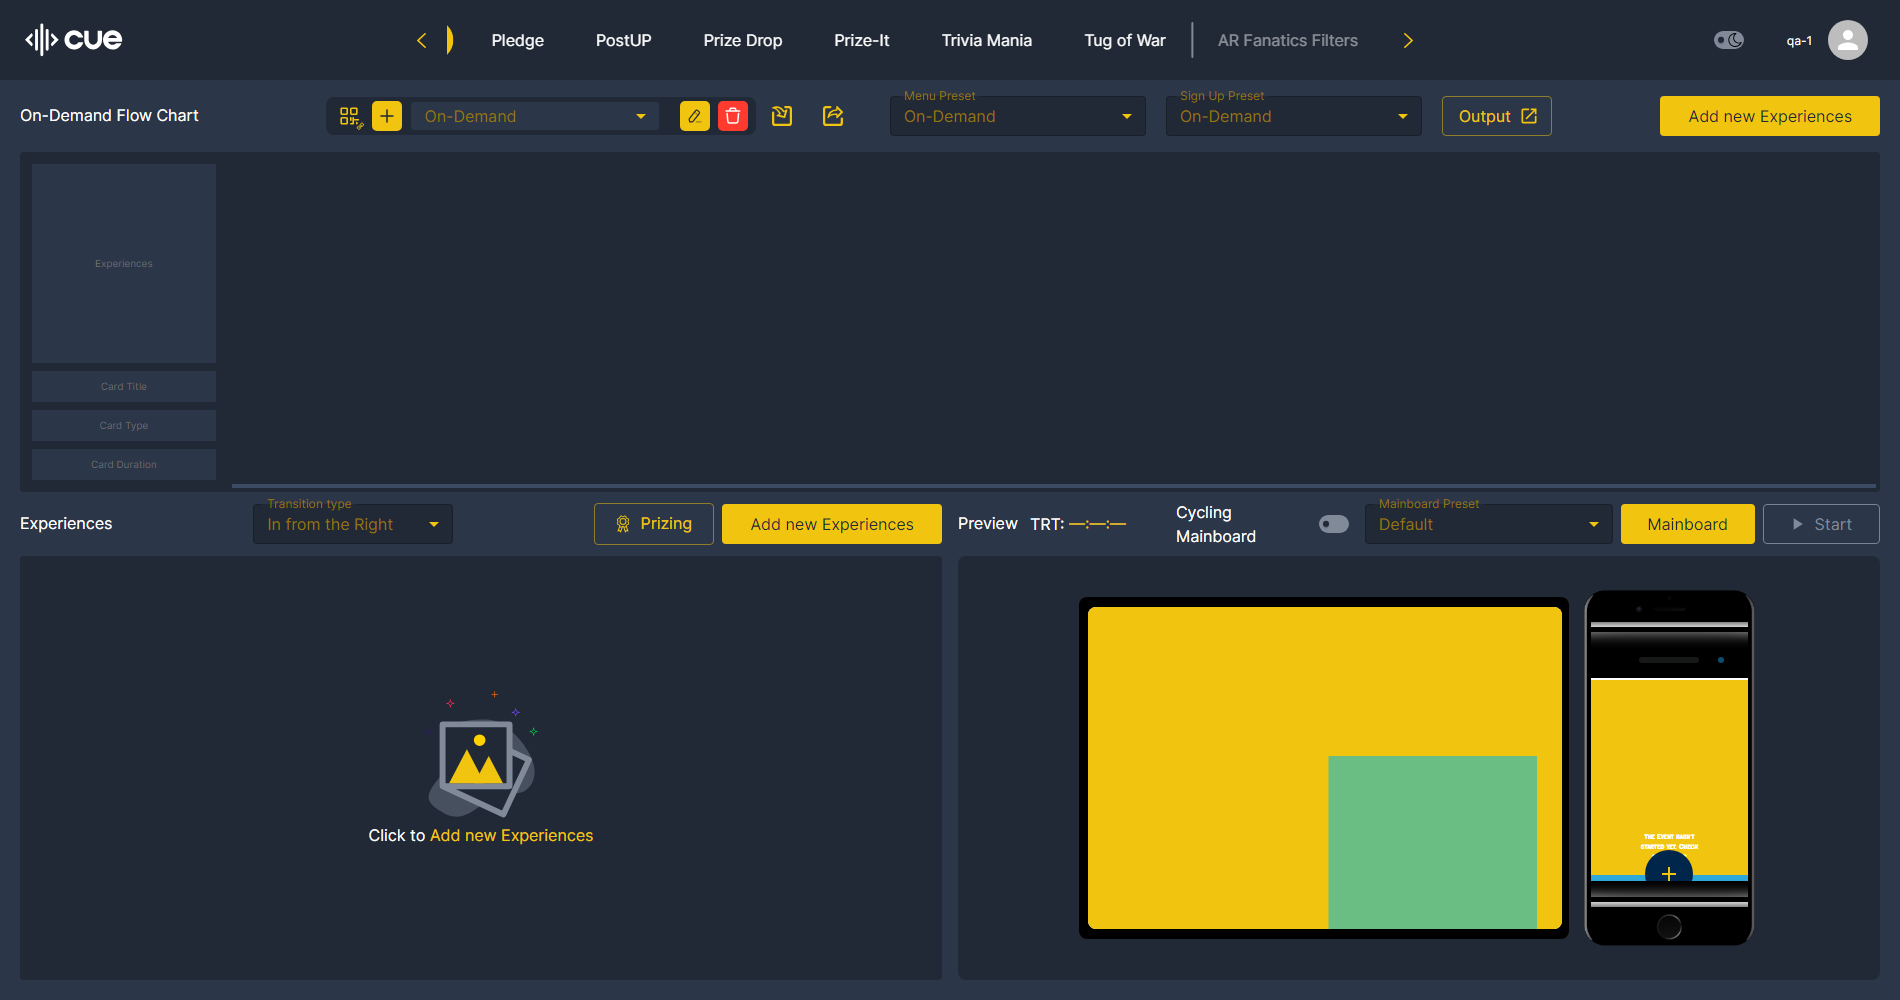 cue
Pledge
PostUP
Prize Drop
Prize-It
Trivia Mania
Tug of War
AR Fanatics Filters
qa-1
On-Demand Flow Chart
On-Demand
Menu Preset
On-Demand
Sign Up Preset
On-Demand
Output
Add new Experiences
Experiences
Card Title
Card Type
Card Duration
Experiences
Transition type
In from the Right
Prizing
Add new Experiences
Preview
TRT: —:—:—
Cycling
Mainboard
Mainboard Preset
Default
Mainboard
Start
Click to Add new Experiences
THE EVENT HASN'T
STARTED YET, CHECK